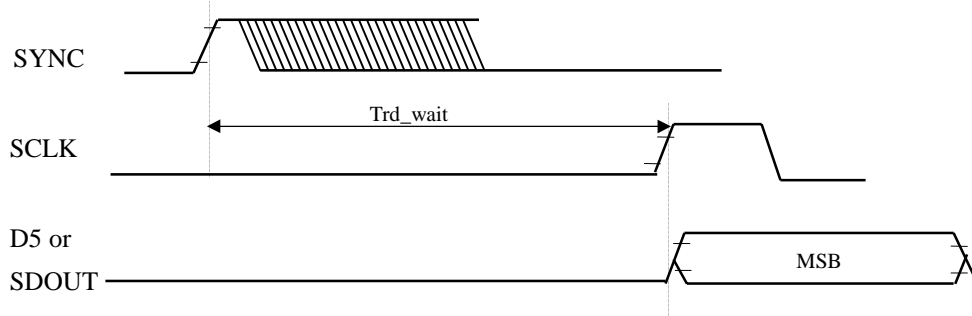 SYNC
Trd_wait
SCLK
D5 or
MSB
SDOUT